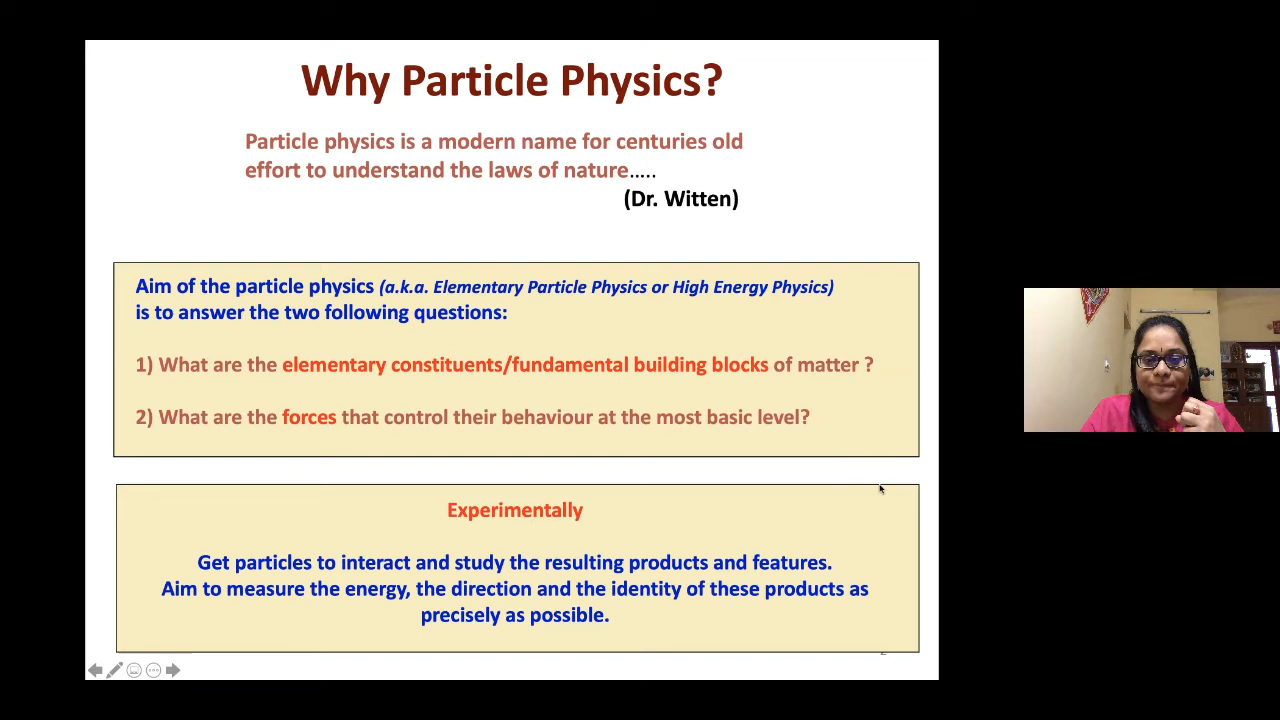 Why Particle Physics?
Particle physics is a modern name for centuries old
effort to understand the laws of nature.....
(Dr. Witten)
Aim of the particle physics (a.k.a. Elementary Particle Physics or High Energy Physics)
is to answer the two following questions:
1) What are the elementary constituents/fundamental building blocks of matter ?
2) What are the forces that control their behaviour at the most basic level?
Experimentally
Get particles to interact and study the resulting products and features.
Aim to measure the energy, the direction and the identity of these products as
precisely as possible.